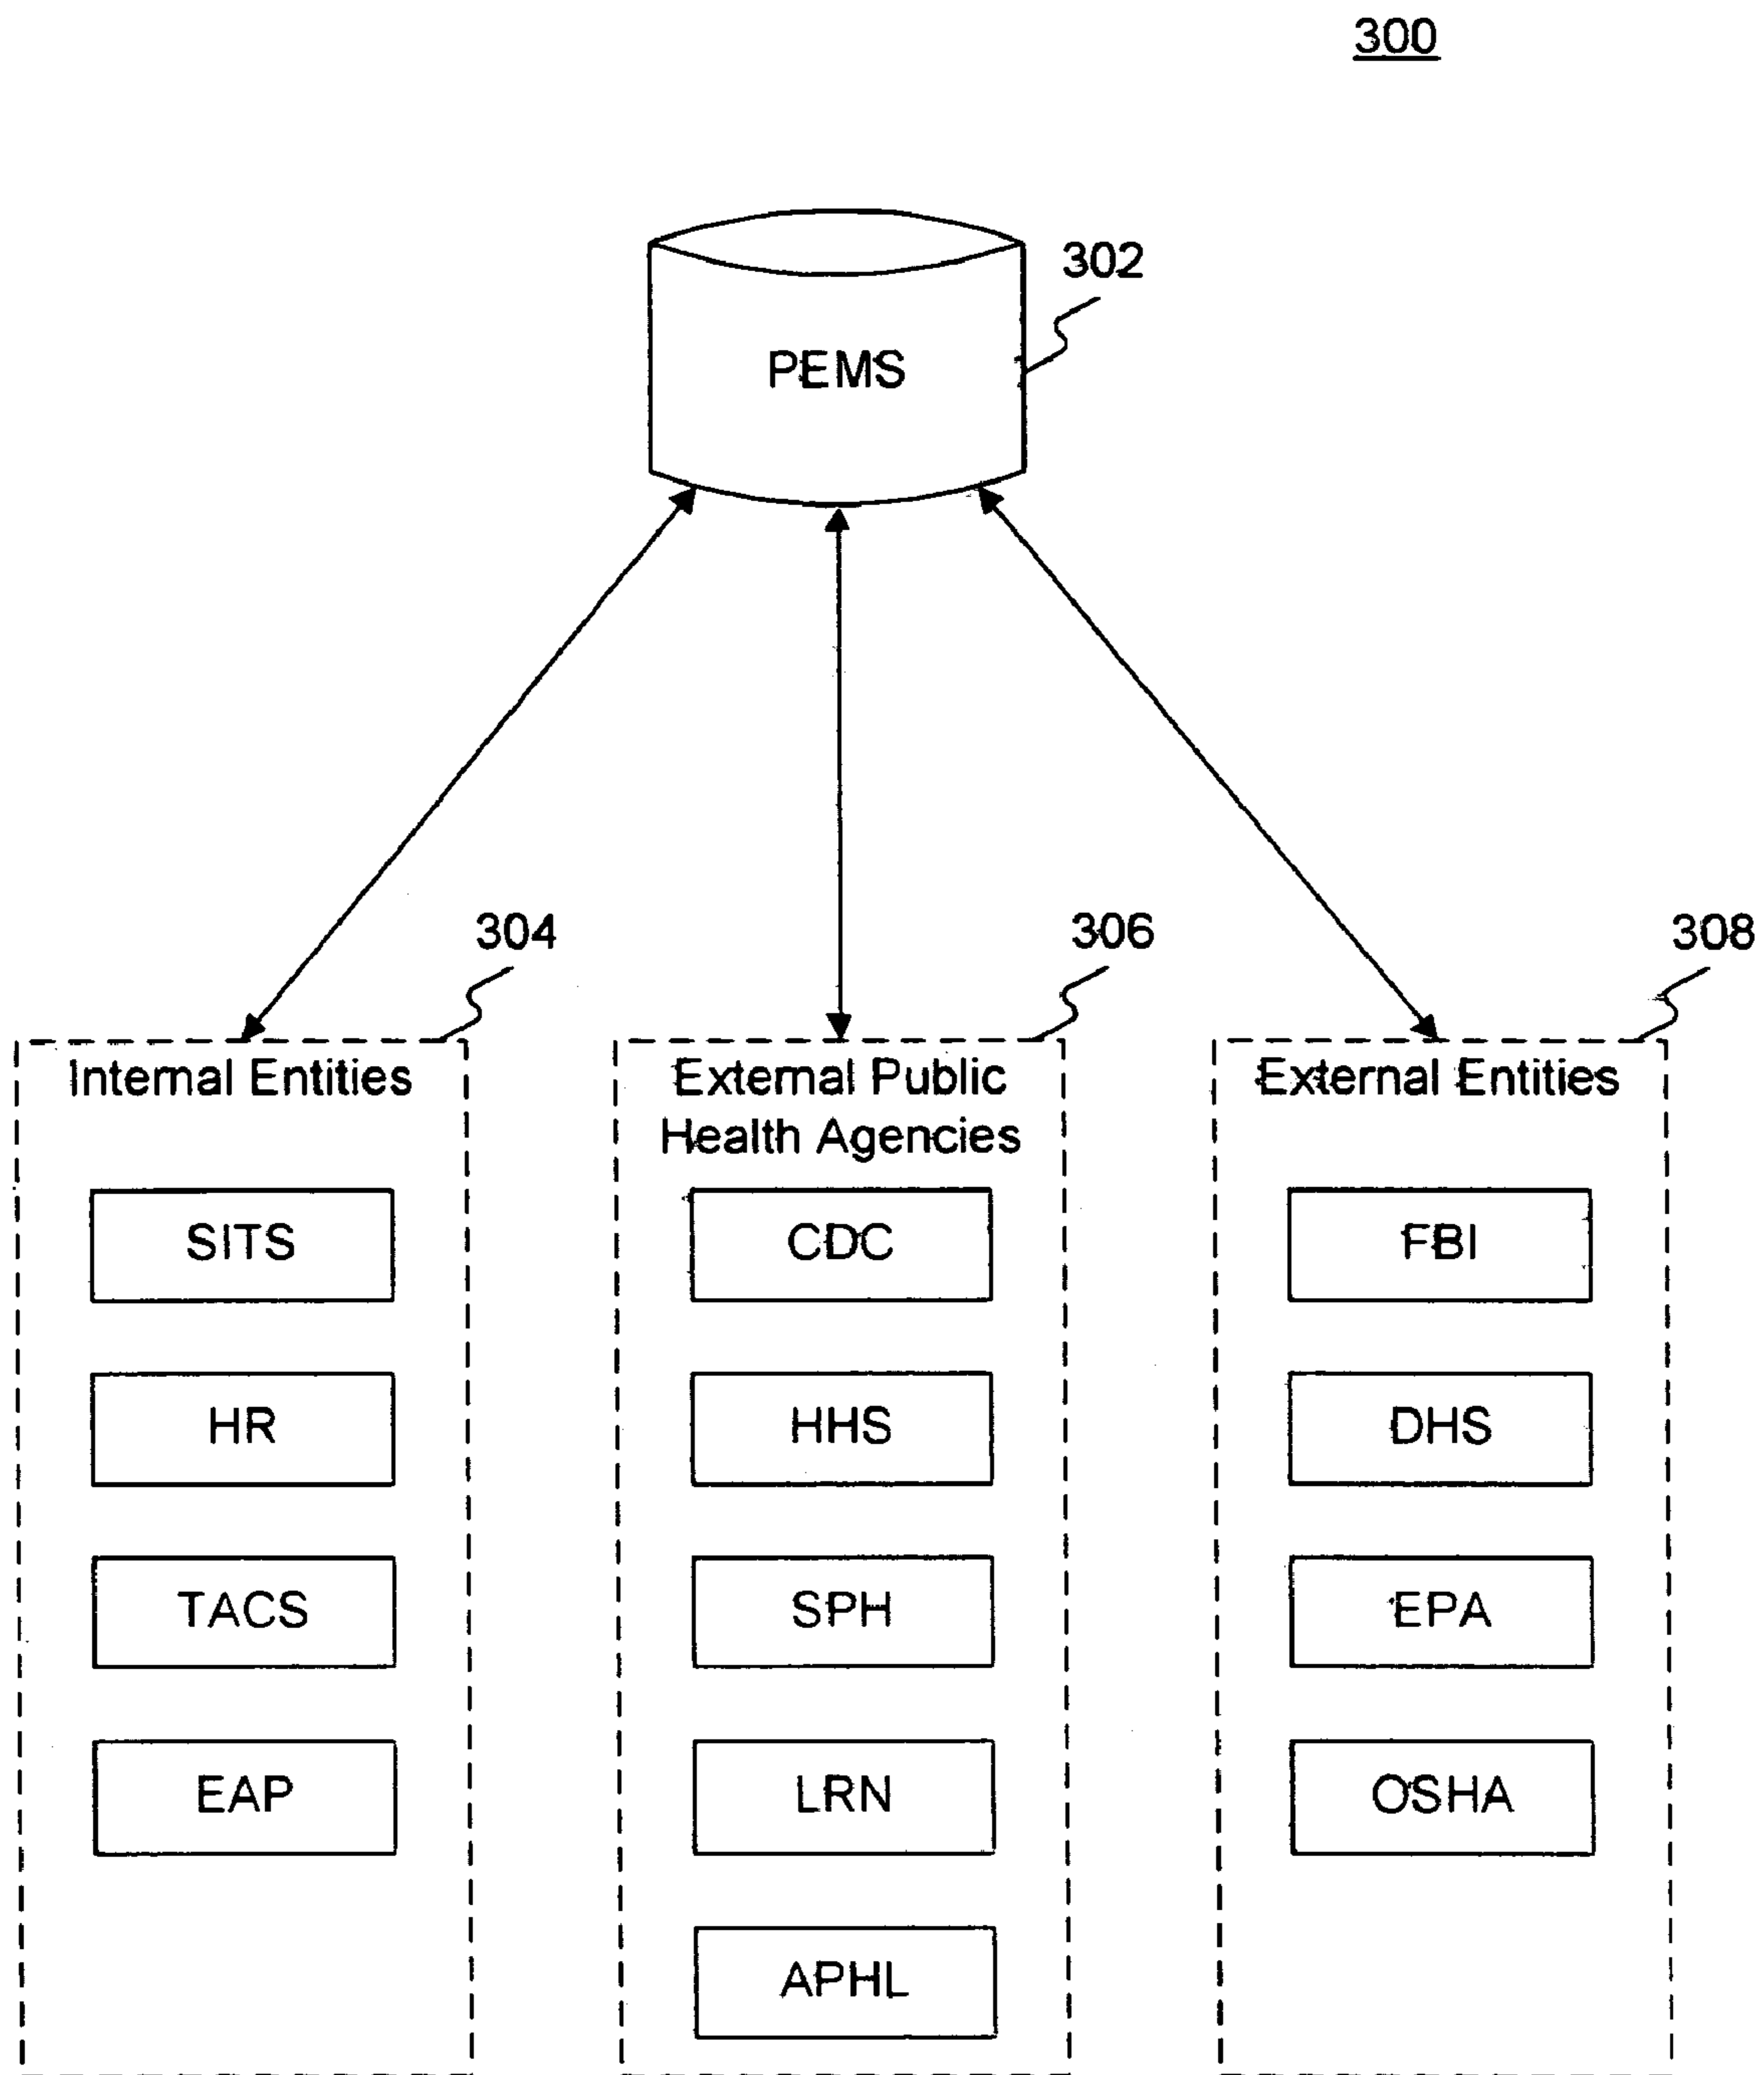 300
302
PEMS
304
306
308
Internal Entities
SITS
HR
TACS
EAP
External Public
Health Agencies
CDC
HHS
SPH
LRN
APHL
External Entities
FBI
DHS
EPA
OSHA